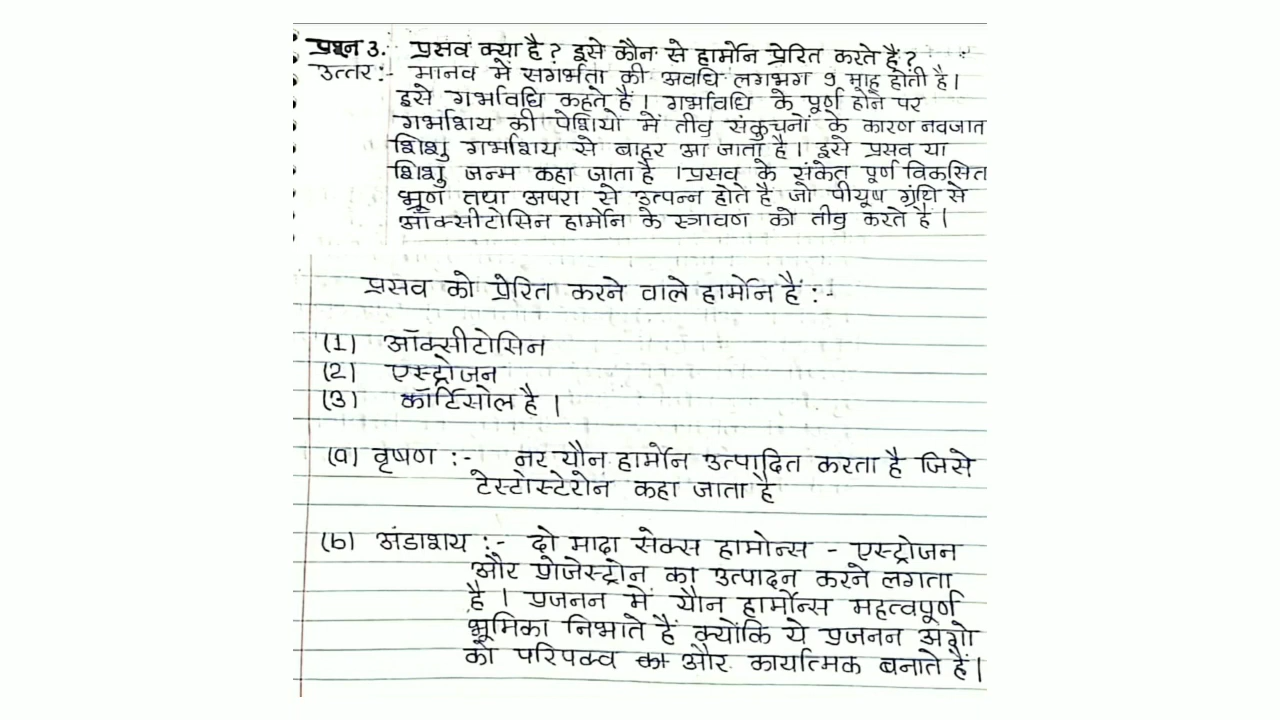 प्रश्न 3. प्रसव क्या है? इसे कौन से हार्मोन प्रेरित करते हैं?
उत्तर:- मानव में सगर्भता की अवधि लगभग 9 माह होती है।
इसे गर्भावधि कहते हैं। गर्भावधि के पूर्ण होने पर
गर्भाशय की पेशियों में तीव्र संकुचनों के कारण नवजात
शिशु गर्भाशय से बाहर आ जाता है। इसे प्रसव या
शिशु जन्म कहा जाता है। प्रसव के संकेत पूर्ण विकसित
भ्रूण तथा अपरा से उत्पन्न होते है जो पीयूष ग्रंथि से
ऑक्सीटोसिन हार्मोन के स्त्रावण को तीव्र करते हैं।
प्रसव को प्रेरित करने वाले हार्मोन हैं :-
(1) ऑक्सीटोसिन
(2) एस्ट्रोजन
(3) कॉर्टिसोल है।
(a) वृषण :- नर यौन हार्मोन उत्पादित करता है जिसे
टेस्टोस्टेरोन कहा जाता है
(b) अंडाशय :- दो मादा सेक्स हामोन्स - एस्ट्रोजन
और प्रोजेस्ट्रोन का उत्पादन करने लगता
है। प्रजनन में यौन हार्मोन्स महत्वपूर्ण
भूमिका निभाते हैं क्योंकि ये प्रजनन अंगो
को परिपक्व का और कार्यात्मक बनाते हैं।